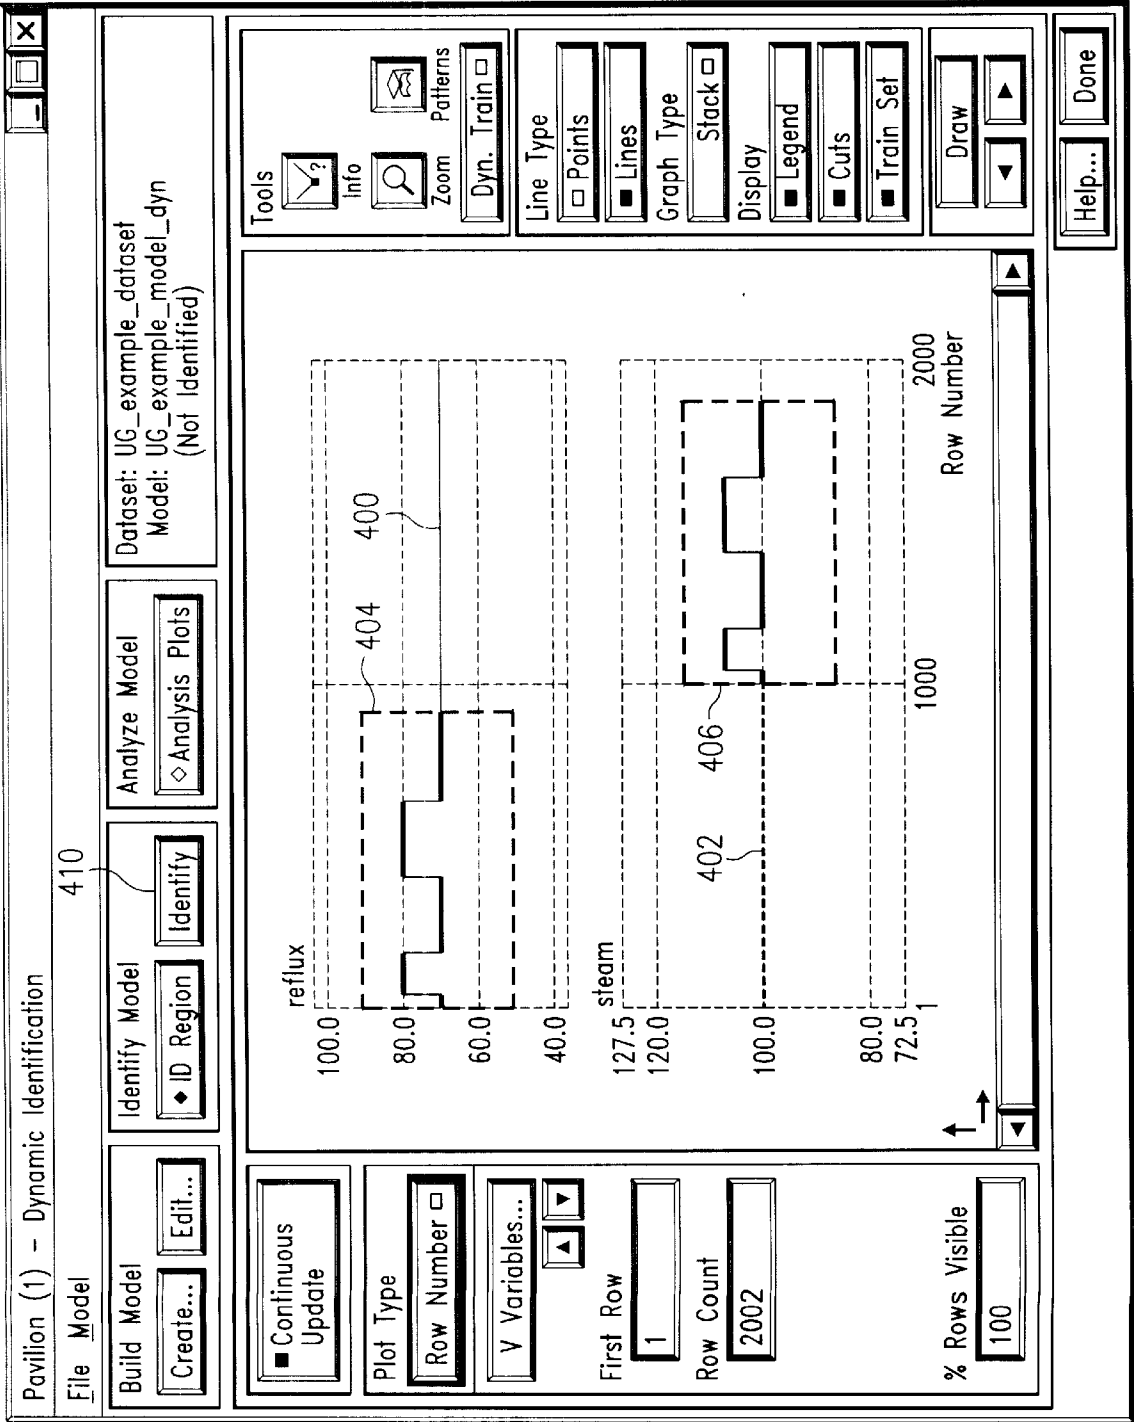 Pavilion (1) – Dynamic Identification
File Model
410
Build Model
Create... Edit...
Identify Model
ID Region Identify
Analyze Model
Analysis Plots
Dataset: UG_example_dataset
Model: UG_example_model_dyn
(Not Identified)
Continuous
Update
Plot Type
Row Number
V Variables...
First Row
1
Row Count
2002
% Rows Visible
100
reflux
100.0
80.0
60.0
40.0
404
400
steam
127.5
120.0
100.0
80.0
72.5
402
406
1 1000 2000
Row Number
Tools
?
Info
Zoom Patterns
Dyn. Train
Line Type
Points
Lines
Graph Type
Stack
Display
Legend
Cuts
Train Set
Draw
Help... Done